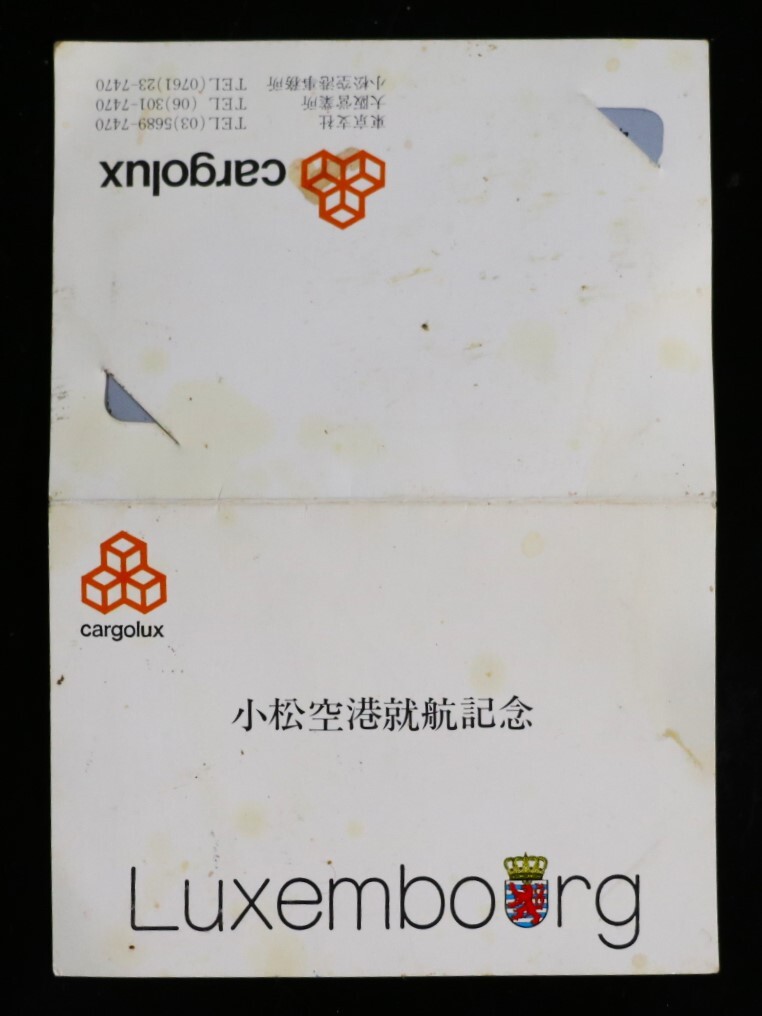 cargolux
東京支社 TEL (03)5689-7470
大阪営業所 TEL (06)301-7470
小松空港事務所 TEL (0761)23-7470
cargolux
小松空港就航記念
Luxembourg